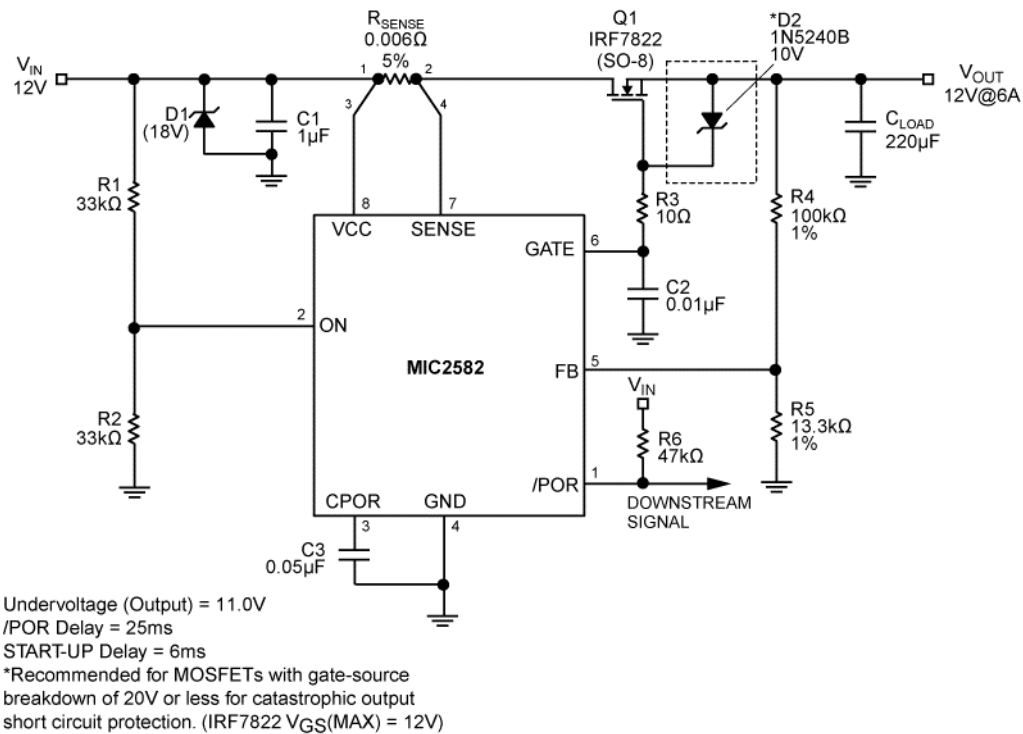 R_SENSE
0.006Ω
5%
Q1
IRF7822
(SO-8)
*D2
1N5240B
10V
V_IN
12V
1
2
3
4
V_OUT
12V@6A
D1
(18V)
C1
1µF
C_LOAD
220µF
R1
33kΩ
8
7
VCC
SENSE
R3
10Ω
R4
100kΩ
1%
GATE
6
C2
0.01µF
2
ON
MIC2582
FB
5
V_IN
R2
33kΩ
R5
13.3kΩ
1%
R6
47kΩ
/POR
1
DOWNSTREAM
SIGNAL
CPOR
GND
3
4
C3
0.05µF
Undervoltage (Output) = 11.0V
/POR Delay = 25ms
START-UP Delay = 6ms
*Recommended for MOSFETs with gate-source
breakdown of 20V or less for catastrophic output
short circuit protection. (IRF7822 V_GS(MAX) = 12V)